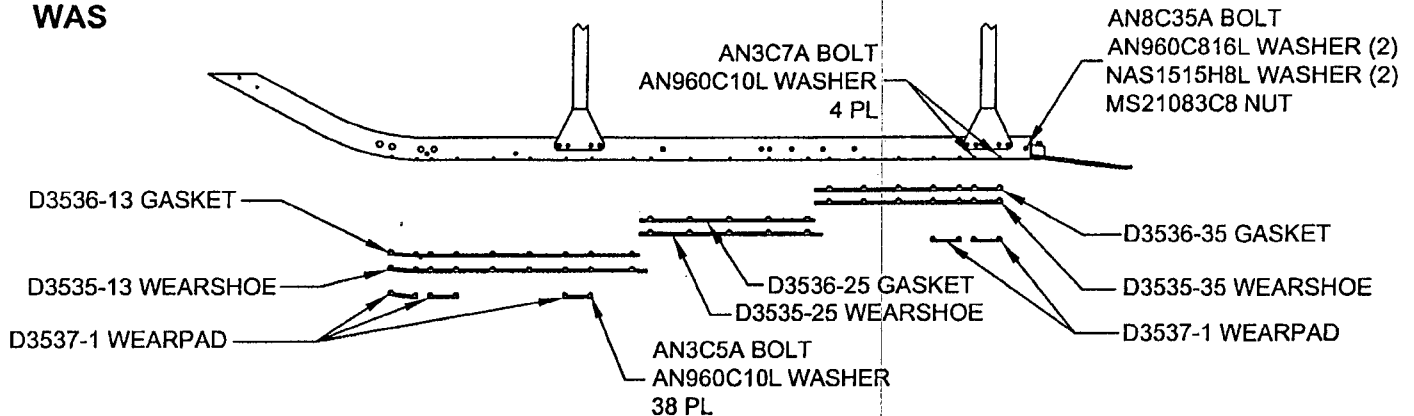 WAS
AN3C7A BOLT
AN960C10L WASHER
4 PL
AN8C35A BOLT
AN960C816L WASHER (2)
NAS1515H8L WASHER (2)
MS21083C8 NUT
D3536-13 GASKET
D3535-13 WEARSHOE
D3537-1 WEARPAD
AN3C5A BOLT
AN960C10L WASHER
38 PL
D3536-25 GASKET
D3535-25 WEARSHOE
D3536-35 GASKET
D3535-35 WEARSHOE
D3537-1 WEARPAD